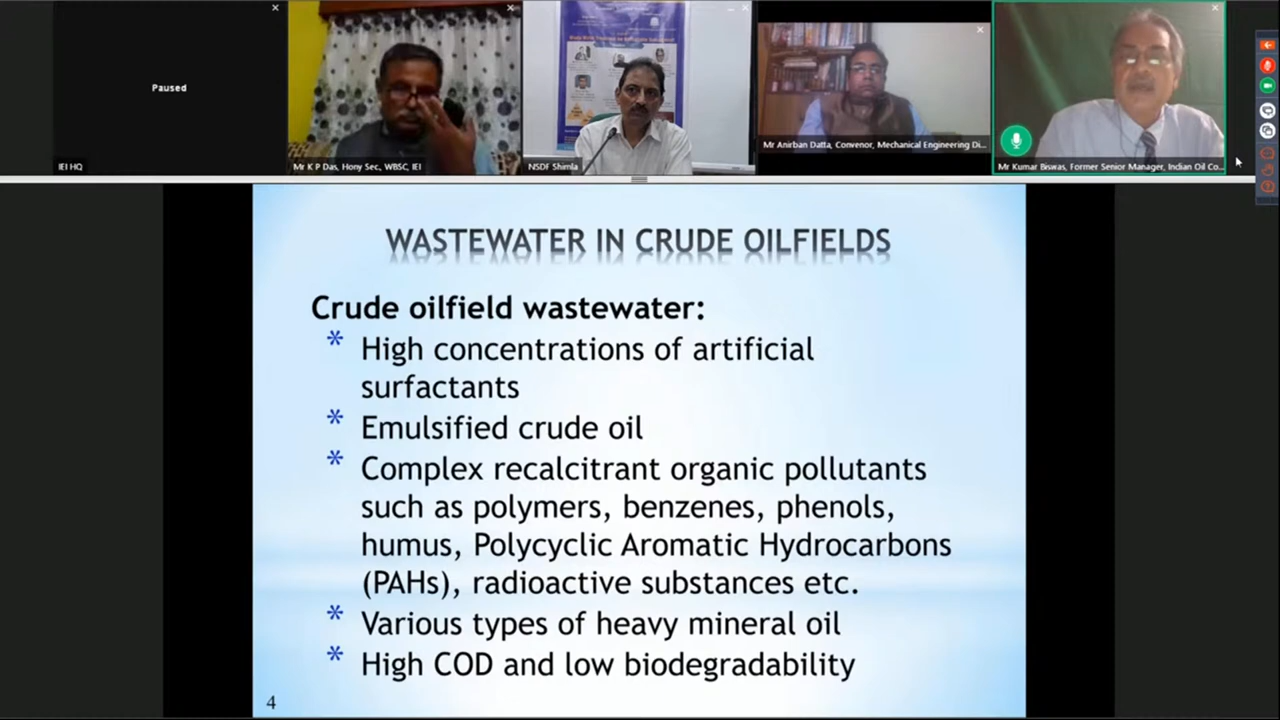 Paused
IEI HQ
Mr K P Das, Hony Sec, WBSC, IEI
NSDF Shimla
Mr Anirban Datta, Convenor, Mechanical Engineering Di...
Mr Kumar Biswas, Former Senior Manager, Indian Oil Co...
WASTEWATER IN CRUDE OILFIELDS
Crude oilfield wastewater:
* High concentrations of artificial
surfactants
* Emulsified crude oil
* Complex recalcitrant organic pollutants
such as polymers, benzenes, phenols,
humus, Polycyclic Aromatic Hydrocarbons
(PAHs), radioactive substances etc.
* Various types of heavy mineral oil
* High COD and low biodegradability
4